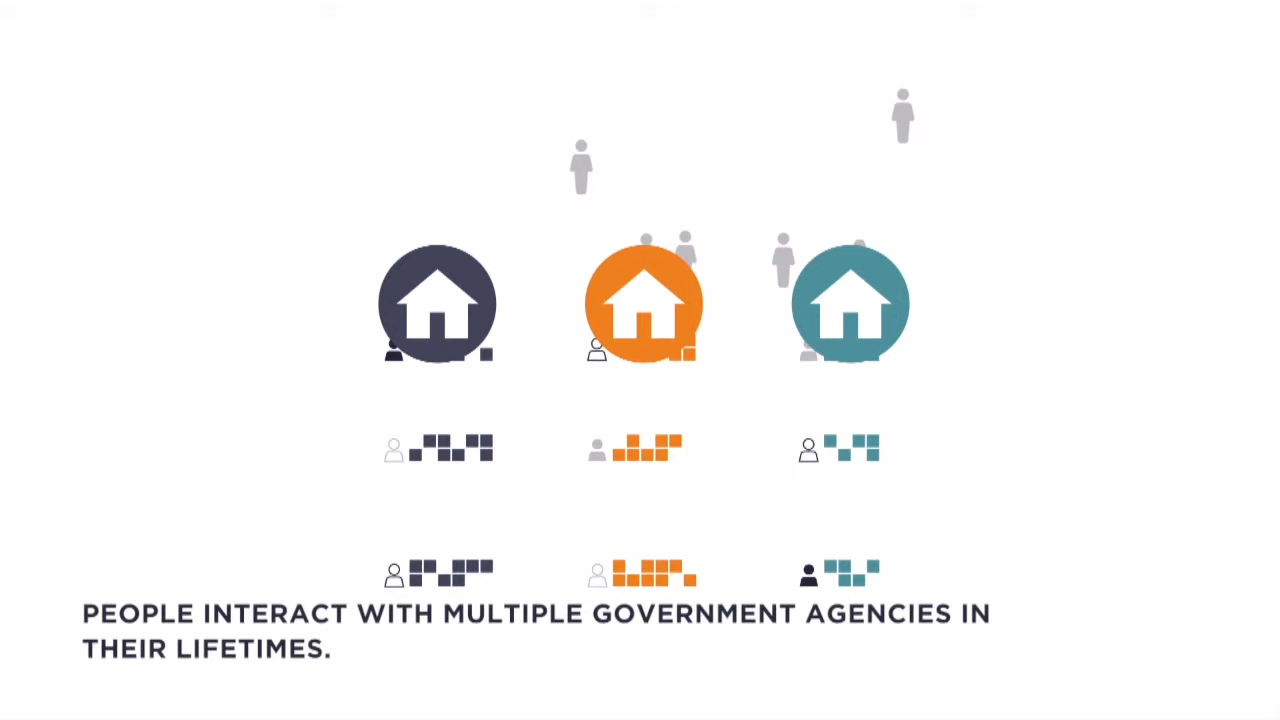 PEOPLE INTERACT WITH MULTIPLE GOVERNMENT AGENCIES IN
THEIR LIFETIMES.